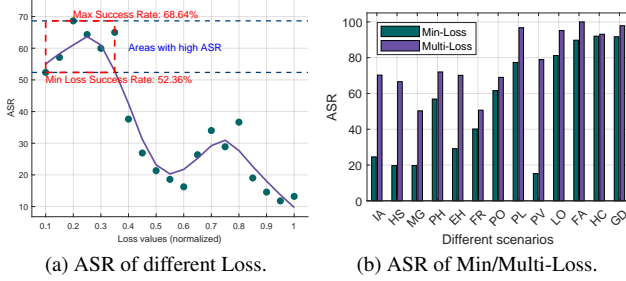 Max Success Rate: 68.64%
Areas with high ASR
Min Loss Success Rate: 52.36%
ASR
70
60
50
40
30
20
10
0.1 0.2 0.3 0.4 0.5 0.6 0.7 0.8 0.9 1
Loss values (normalized)
(a) ASR of different Loss.
Min-Loss
Multi-Loss
ASR
100
80
60
40
20
0
IA HS MG PH EH FR PO PL PV LO FA HC GD
Different scenarios
(b) ASR of Min/Multi-Loss.